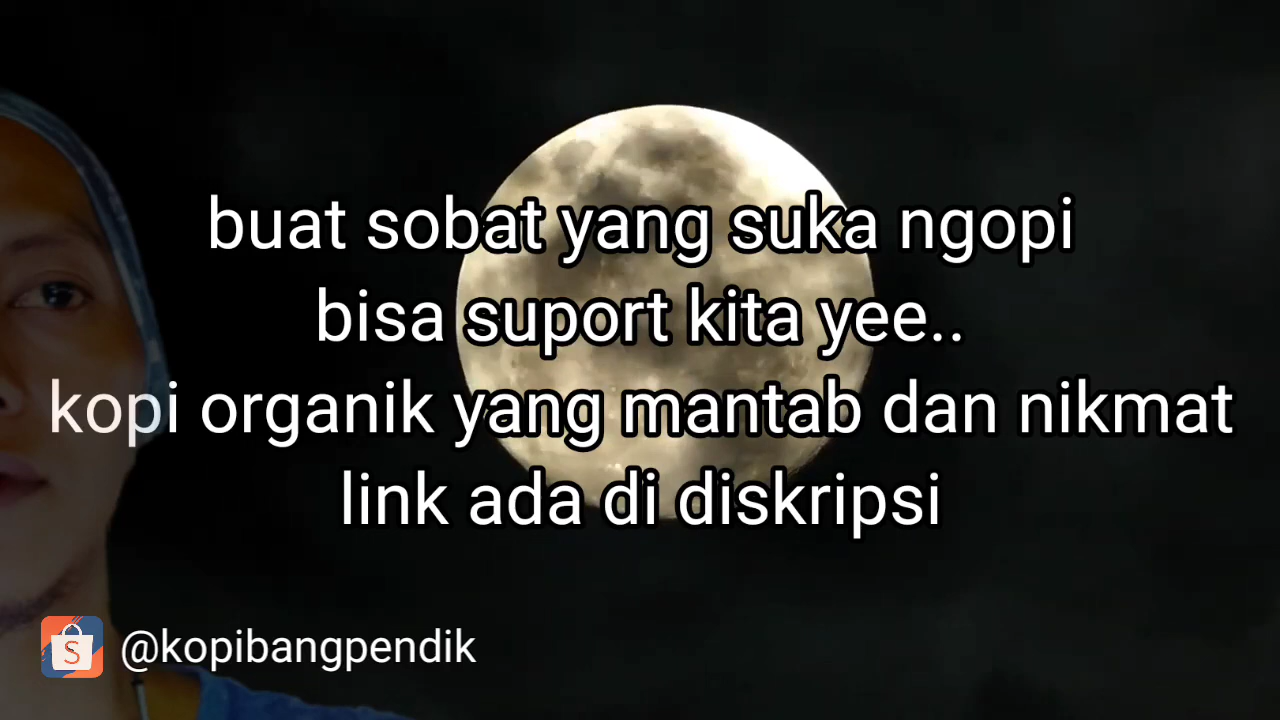 buat sobat yang suka ngopi
bisa suport kita yee..
kopi organik yang mantab dan nikmat
link ada di diskripsi
S
@kopibangpendik